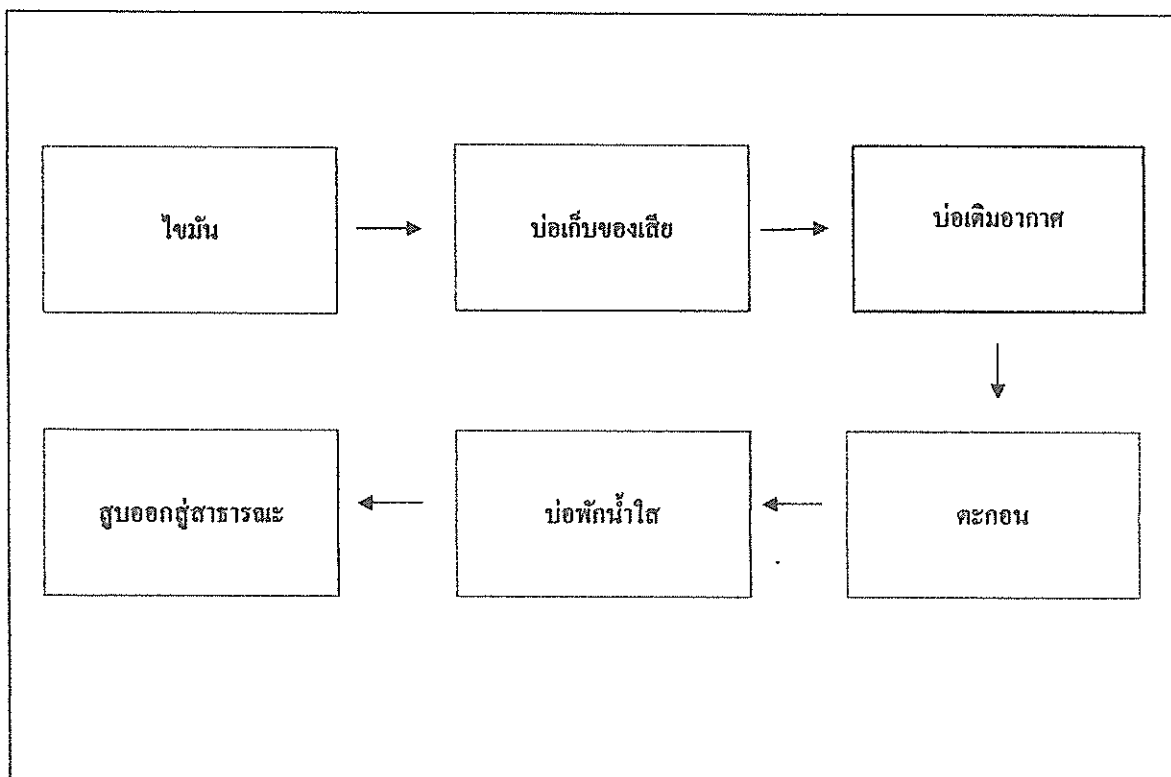 ไขมัน
บ่อเก็บของเสีย
บ่อเติมอากาศ
ตะกอน
บ่อพักน้ำใส
สูบออกสู่สาธารณะ